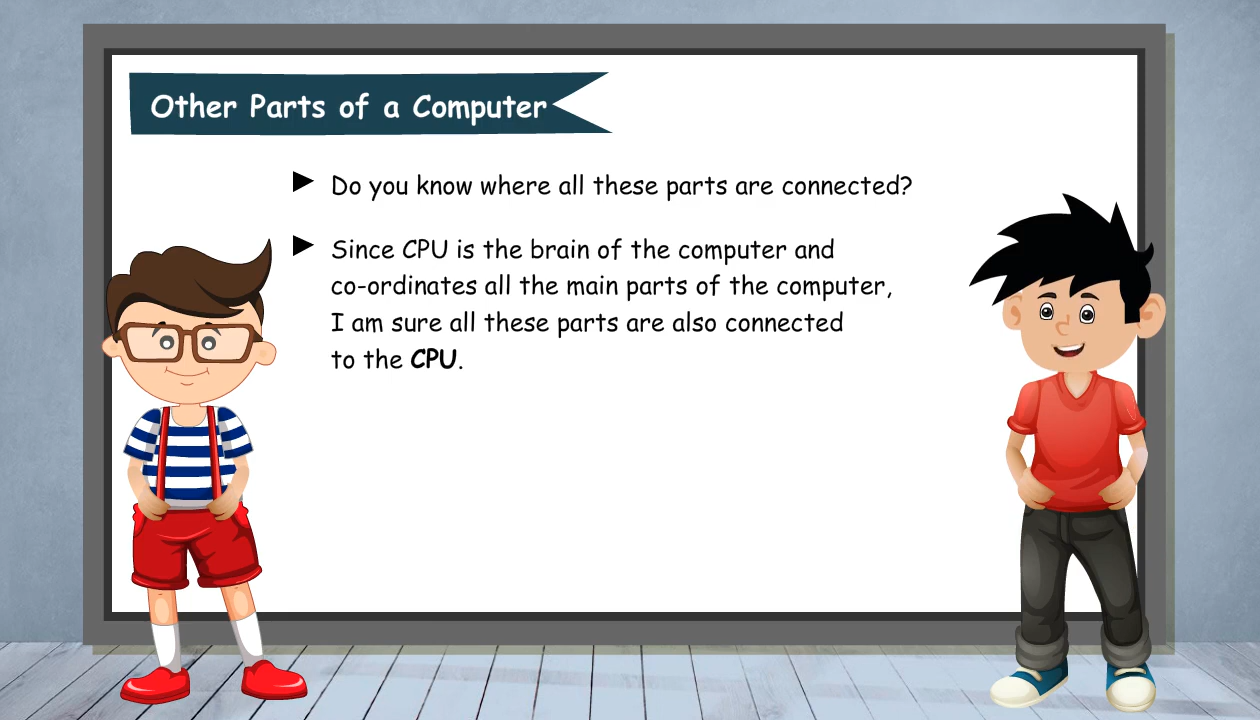 Other Parts of a Computer
Do you know where all these parts are connected?
Since CPU is the brain of the computer and
co-ordinates all the main parts of the computer,
I am sure all these parts are also connected
to the CPU.